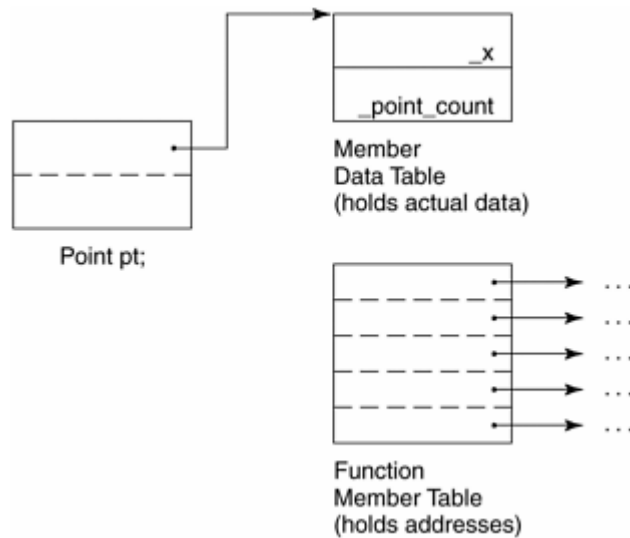 _x
_point_count
Member
Data Table
(holds actual data)
Point pt;
...
...
...
...
...
Function
Member Table
(holds addresses)